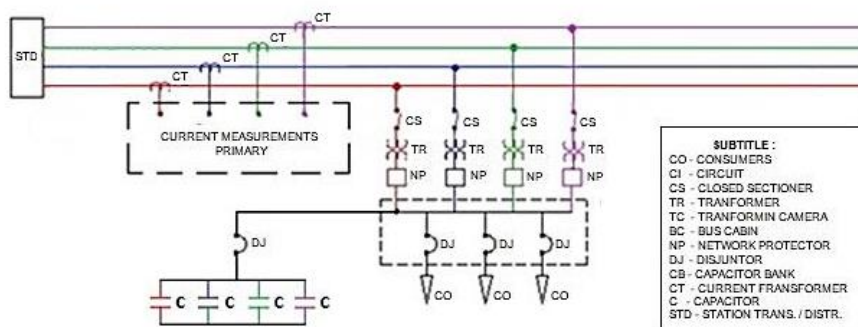 CT
CT
STD
CT
CT
CURRENT MEASUREMENTS
PRIMARY
CS CS CS CS
TR TR TR TR
NP NP NP NP
DJ
DJ DJ DJ
CO CO CO
C C C C
SUBTITLE :
CO - CONSUMERS
CI - CIRCUIT
CS - CLOSED SECTIONER
TR - TRANFORMER
TC - TRANFORMIN CAMERA
BC - BUS CABIN
NP - NETWORK PROTECTOR
DJ - DISJUNTOR
CB - CAPACITOR BANK
CT - CURRENT FRANSFORMER
C - CAPACITOR
STD - STATION TRANS. / DISTR.